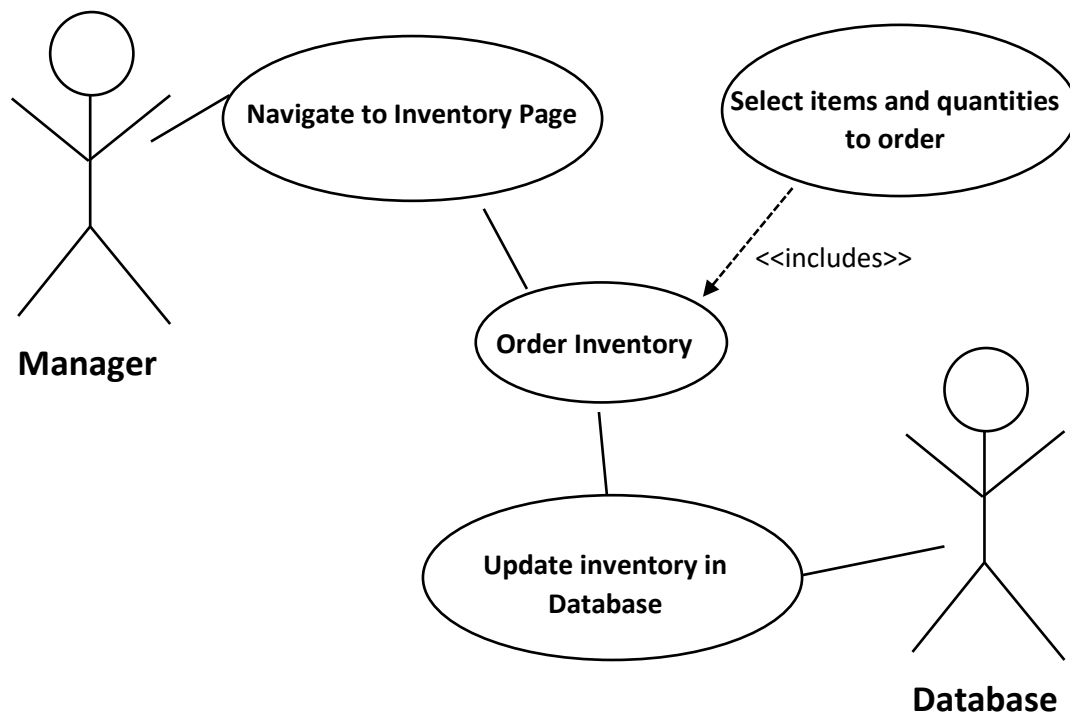 Navigate to Inventory Page
Select items and quantities
to order
<<includes>>
Order Inventory
Manager
Update inventory in
Database
Database